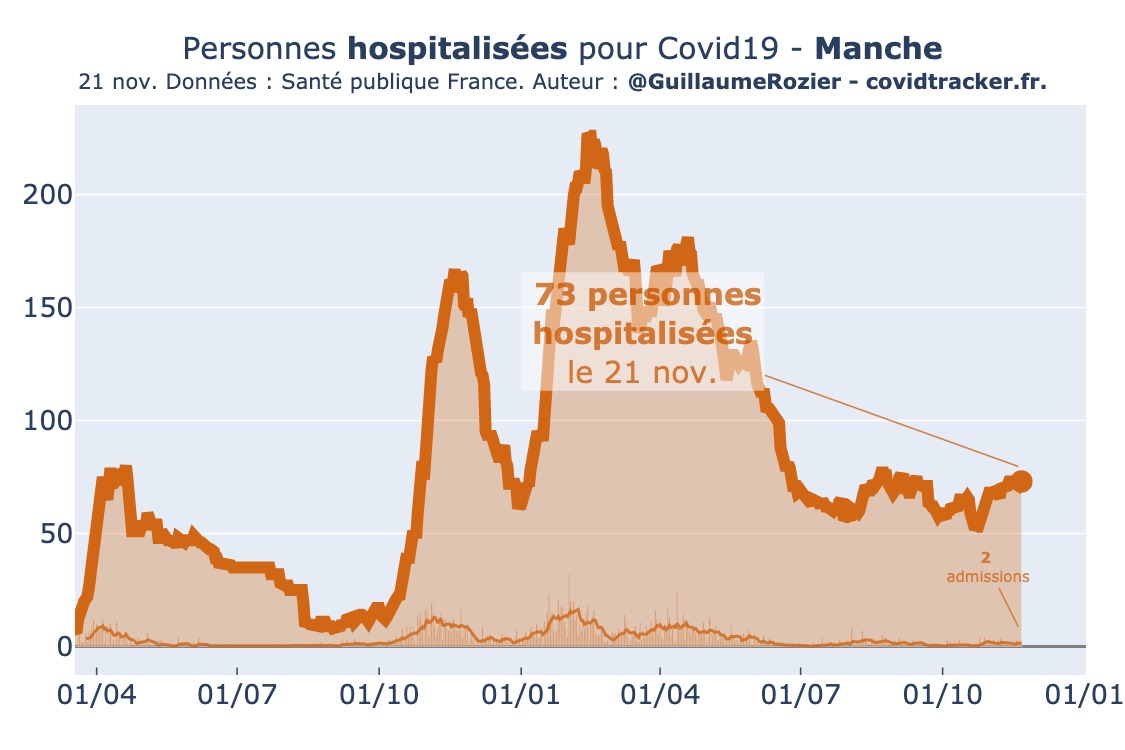 Personnes hospitalisées pour Covid19 - Manche
21 nov. Données : Santé publique France. Auteur : @GuillaumeRozier - covidtracker.fr.
200
150
100
50
0
73 personnes
hospitalisées
le 21 nov.
2
admissions
01/04 01/07 01/10 01/01 01/04 01/07 01/10 01/01